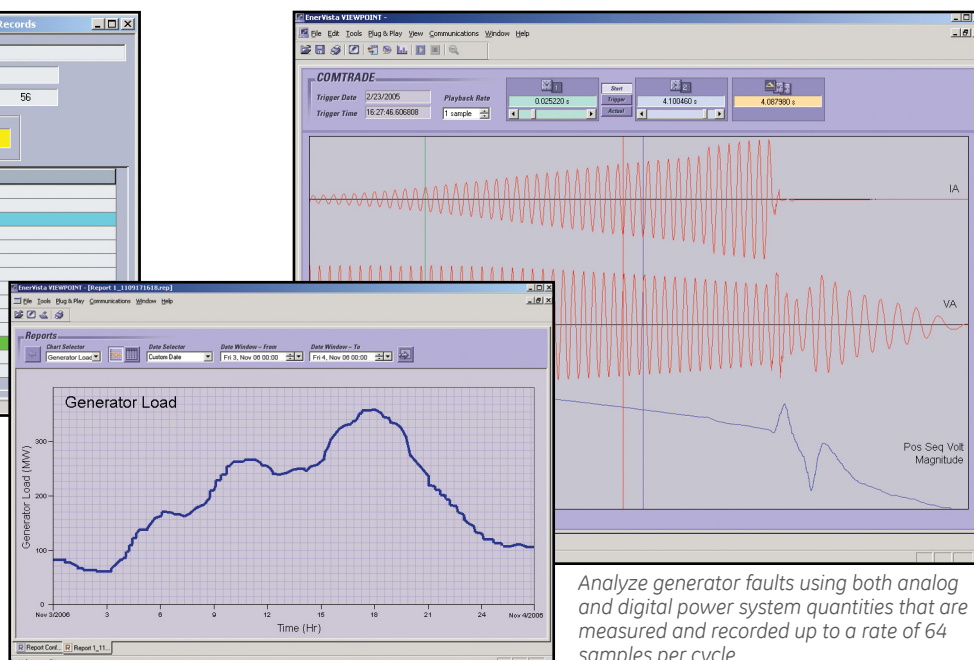 Records
56
EnerVista VIEWPOINT -
File Edit Tools Plug & Play View Communications Window Help
COMTRADE
Trigger Date 2/23/2005 Playback Rate
Trigger Time 16:27:46.606808 1 sample
1
0.025220 s
Start
Trigger
Actual
2
4.100460 s
4.087980 s
IA
VA
Pos Seq Volt
Magnitude
EnerVista VIEWPOINT - [Report 1_1109171618.rep]
File Tools Plug & Play Communications Window Help
Reports
Chart Selector Date Selector Date Window – From Date Window – To
Generator Load Custom Date Fri 3, Nov 06 00:00 Fri 4, Nov 06 00:00
Generator Load
Generator Load (MW)
300
200
100
0
Nov 3/2006 3 6 9 12 15 18 21 24 Nov 4/2006
Time (Hr)
Report Conf... Report 1_11...
Analyze generator faults using both analog
and digital power system quantities that are
measured and recorded up to a rate of 64
samples per cycle